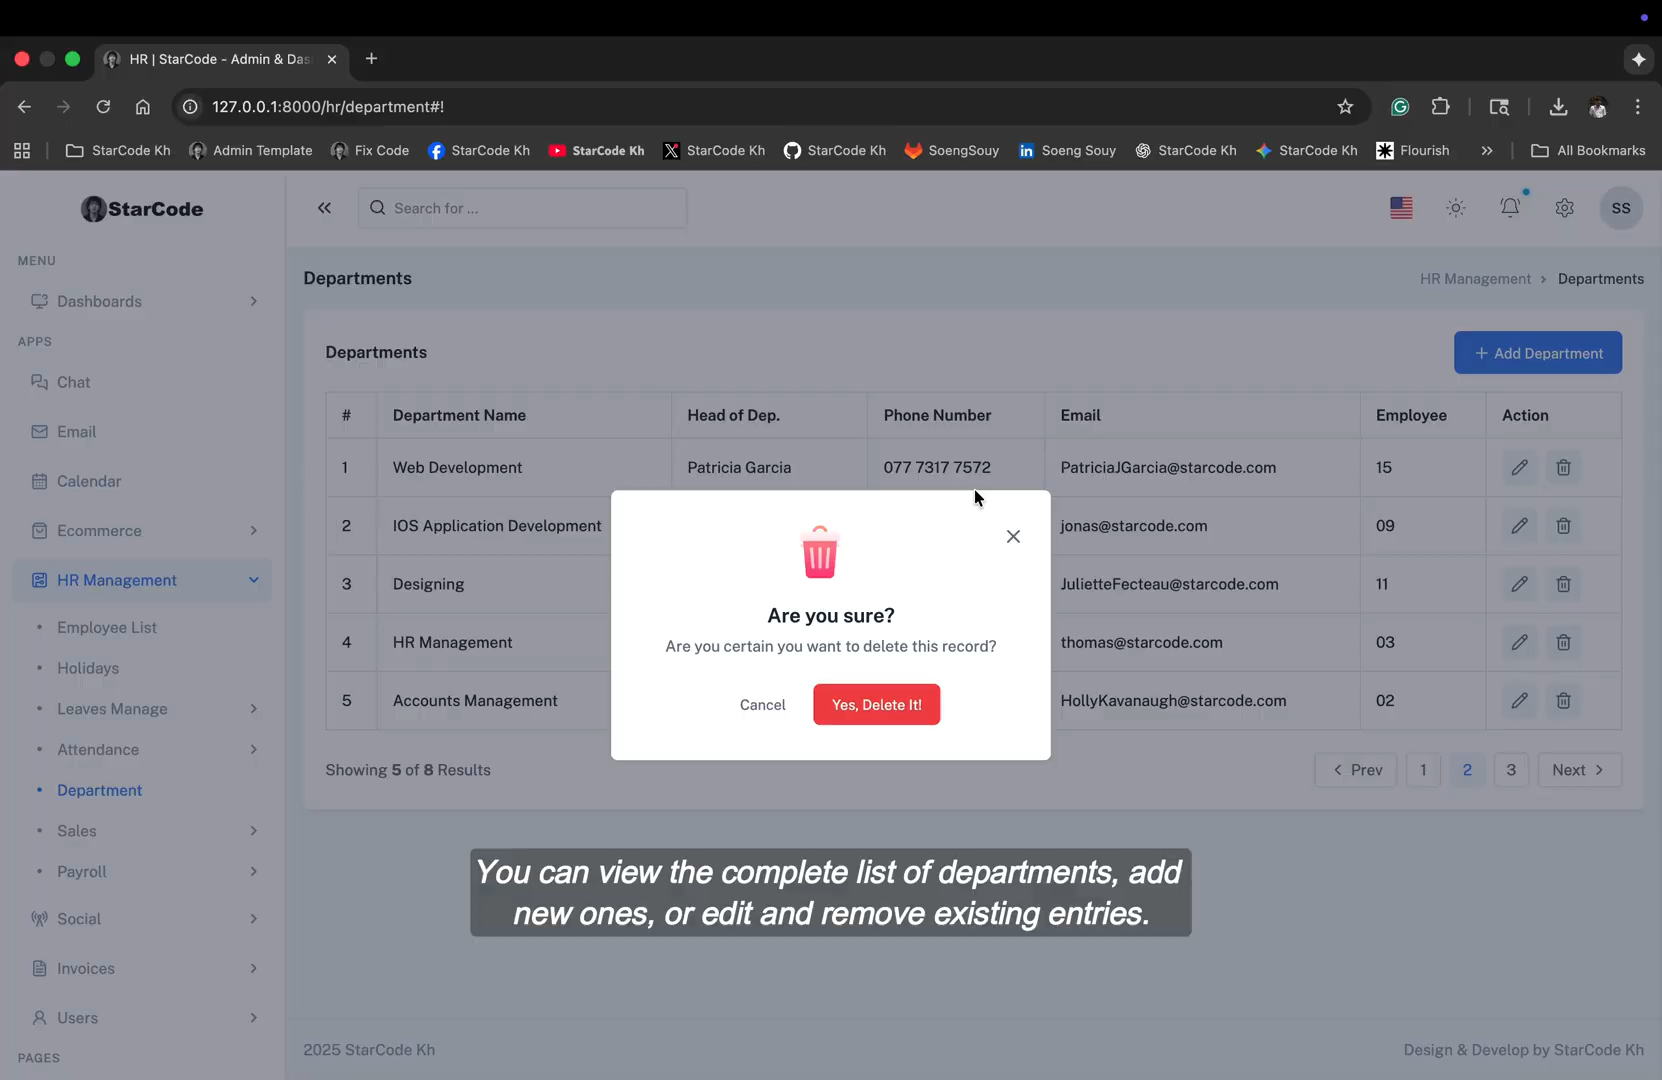 HR | StarCode - Admin & Das
127.0.0.1:8000/hr/department#!
StarCode Kh
Admin Template
Fix Code
StarCode Kh
StarCode Kh
StarCode Kh
StarCode Kh
SoengSouy
Soeng Souy
StarCode Kh
StarCode Kh
Flourish
All Bookmarks
StarCode
Search for ...
SS
MENU
Dashboards
APPS
Chat
Email
Calendar
Ecommerce
HR Management
Employee List
Holidays
Leaves Manage
Attendance
Department
Sales
Payroll
Social
Invoices
Users
PAGES
Departments
HR Management > Departments
Departments
+ Add Department
# Department Name Head of Dep. Phone Number Email Employee Action
1 Web Development Patricia Garcia 077 7317 7572 PatriciaJGarcia@starcode.com 15
2 IOS Application Development jonas@starcode.com 09
3 Designing JulietteFecteau@starcode.com 11
4 HR Management thomas@starcode.com 03
5 Accounts Management HollyKavanaugh@starcode.com 02
Are you sure?
Are you certain you want to delete this record?
Cancel
Yes, Delete It!
Showing 5 of 8 Results
Prev 1 2 3 Next
You can view the complete list of departments, add
new ones, or edit and remove existing entries.
2025 StarCode Kh
Design & Develop by StarCode Kh